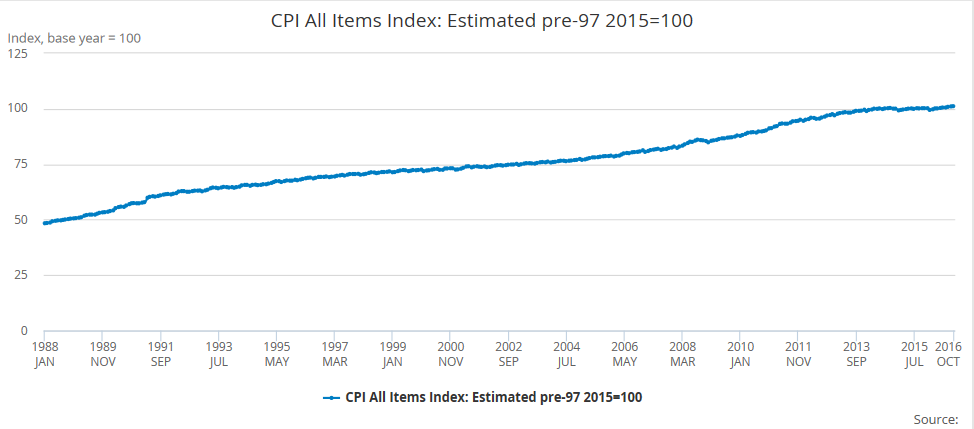 CPI All Items Index: Estimated pre-97 2015=100
Index, base year = 100
125
100
75
50
25
0
1988 1989 1991 1993 1995 1997 1999 2000 2002 2004 2006 2008 2010 2011 2013 2015 2016
JAN NOV SEP JUL MAY MAR JAN NOV SEP JUL MAY MAR JAN NOV SEP JUL OCT
CPI All Items Index: Estimated pre-97 2015=100
Source: